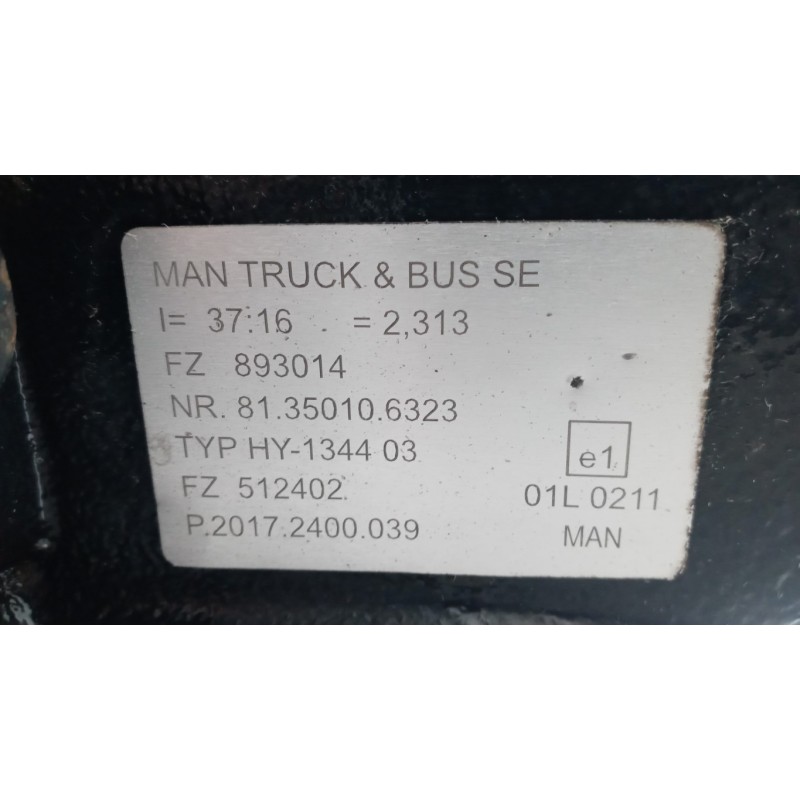 MAN TRUCK & BUS SE
I= 37:16 = 2,313
FZ 893014
NR. 81.35010.6323
TYP HY-1344 03
e1
FZ 512402
01L 0211
P.2017.2400.039
MAN